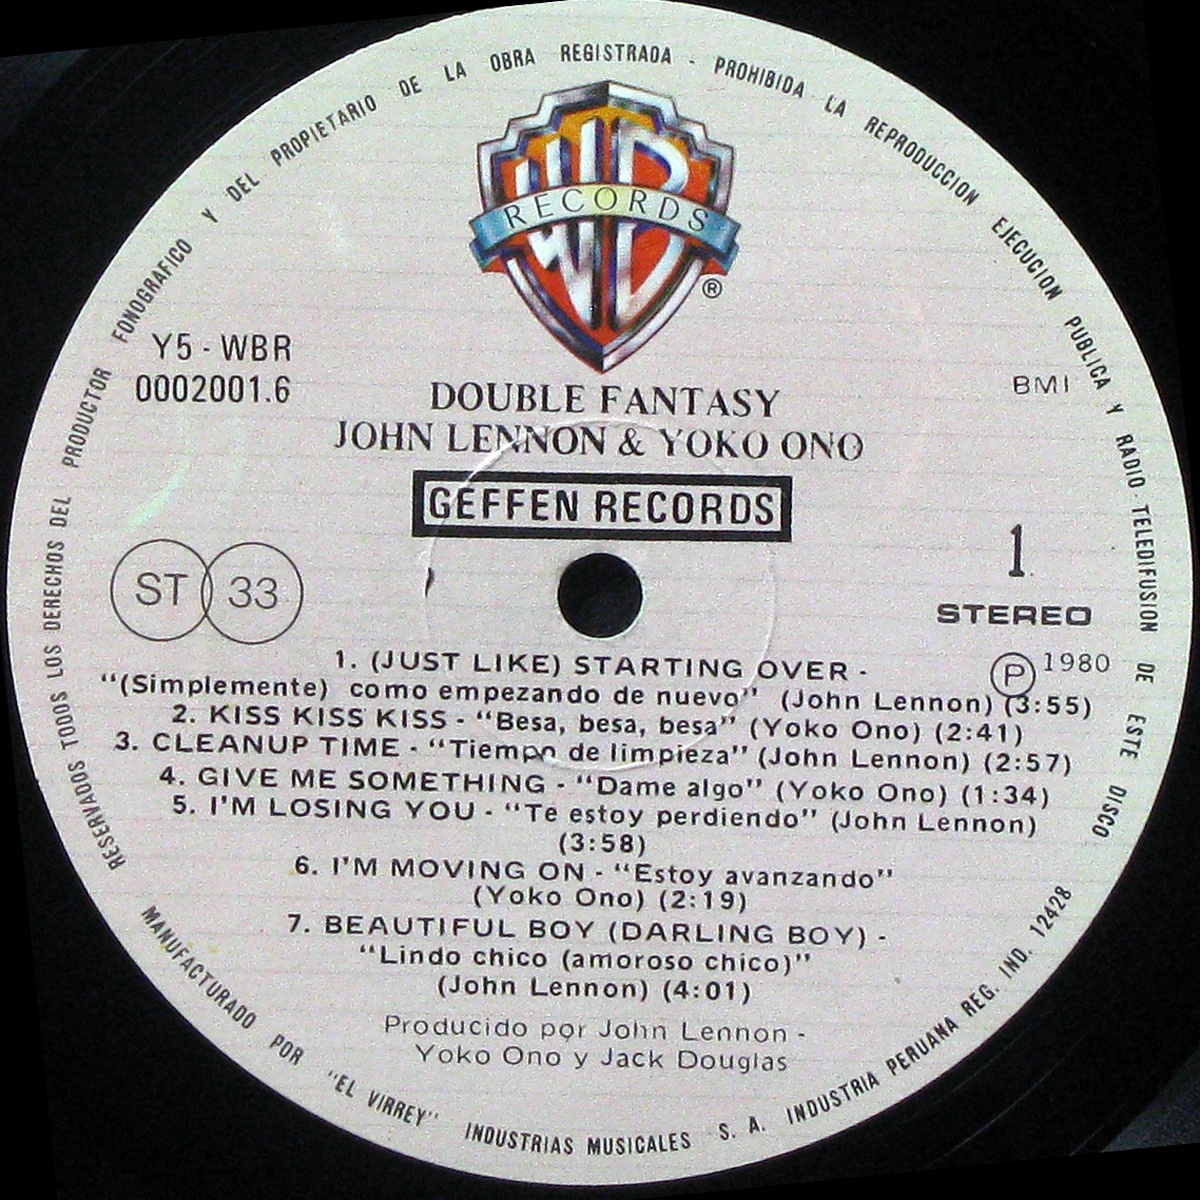 RESERVADOS TODOS LOS DERECHOS DEL PRODUCTOR FONOGRAFICO Y DEL PROPIETARIO DE LA OBRA REGISTRADA - PROHIBIDA LA REPRODUCCION EJECUCION PUBLICA Y RADIO-TELEDIFUSION DE ESTE DISCO
WB
RECORDS
®
Y5 - WBR
0002001.6
BMI
DOUBLE FANTASY
JOHN LENNON & YOKO ONO
GEFFEN RECORDS
ST 33
1
STEREO
Ⓟ 1980
1. (JUST LIKE) STARTING OVER -
“(Simplemente) como empezando de nuevo” (John Lennon) (3:55)
2. KISS KISS KISS - “Besa, besa, besa” (Yoko Ono) (2:41)
3. CLEANUP TIME - “Tiempo de limpieza” (John Lennon) (2:57)
4. GIVE ME SOMETHING - “Dame algo” (Yoko Ono) (1:34)
5. I'M LOSING YOU - “Te estoy perdiendo” (John Lennon)
(3:58)
6. I'M MOVING ON - “Estoy avanzando”
(Yoko Ono) (2:19)
7. BEAUTIFUL BOY (DARLING BOY) -
“Lindo chico (amoroso chico)”
(John Lennon) (4:01)
Producido por John Lennon -
Yoko Ono y Jack Douglas
MANUFACTURADO POR “EL VIRREY” INDUSTRIAS MUSICALES S. A. INDUSTRIA PERUANA REG. IND. 12428